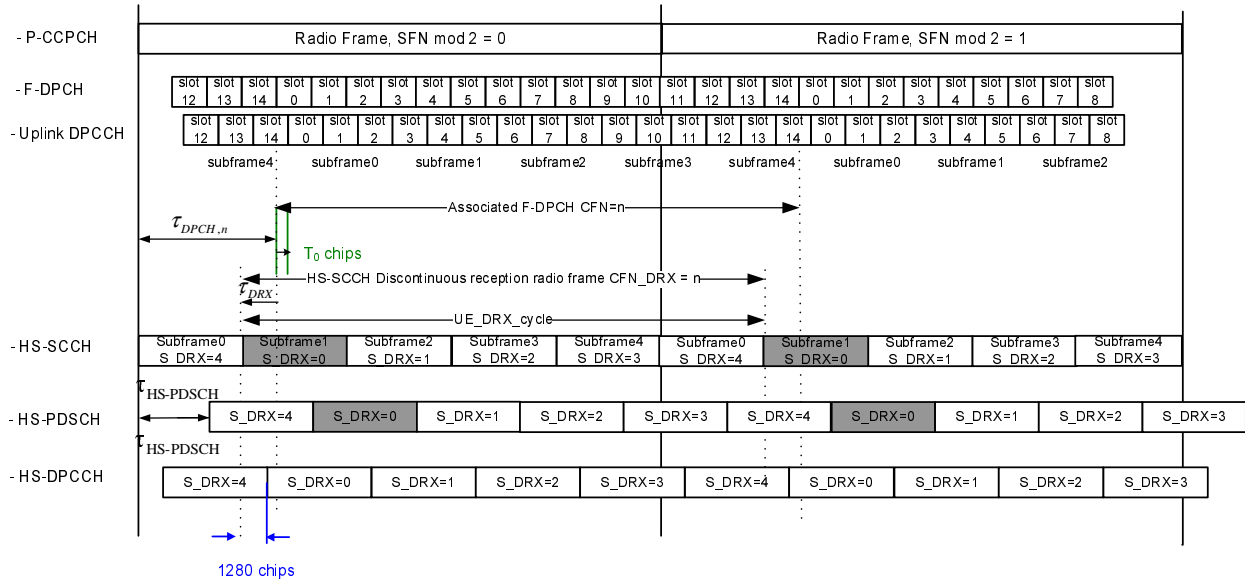 - P-CCPCH
Radio Frame, SFN mod 2 = 0
Radio Frame, SFN mod 2 = 1
- F-DPCH
slot 12 slot 13 slot 14 slot 0 slot 1 slot 2 slot 3 slot 4 slot 5 slot 6 slot 7 slot 8 slot 9 slot 10 slot 11 slot 12 slot 13 slot 14 slot 0 slot 1 slot 2 slot 3 slot 4 slot 5 slot 6 slot 7 slot 8
- Uplink DPCCH
slot 12 slot 13 slot 14 slot 0 slot 1 slot 2 slot 3 slot 4 slot 5 slot 6 slot 7 slot 8 slot 9 slot 10 slot 11 slot 12 slot 13 slot 14 slot 0 slot 1 slot 2 slot 3 slot 4 slot 5 slot 6 slot 7 slot 8
subframe4 subframe0 subframe1 subframe2 subframe3 subframe4 subframe0 subframe1 subframe2
Associated F-DPCH CFN=n
τDPCH,n
T0 chips
HS-SCCH Discontinuous reception radio frame CFN_DRX = n
τDRX
UE_DRX_cycle
- HS-SCCH
Subframe0 Subframe1 Subframe2 Subframe3 Subframe4 Subframe0 Subframe1 Subframe2 Subframe3 Subframe4
S_DRX=4 S_DRX=0 S_DRX=1 S_DRX=2 S_DRX=3 S_DRX=4 S_DRX=0 S_DRX=1 S_DRX=2 S_DRX=3
τHS-PDSCH
- HS-PDSCH
S_DRX=4 S_DRX=0 S_DRX=1 S_DRX=2 S_DRX=3 S_DRX=4 S_DRX=0 S_DRX=1 S_DRX=2 S_DRX=3
τHS-PDSCH
- HS-DPCCH
S_DRX=4 S_DRX=0 S_DRX=1 S_DRX=2 S_DRX=3 S_DRX=4 S_DRX=0 S_DRX=1 S_DRX=2 S_DRX=3
1280 chips